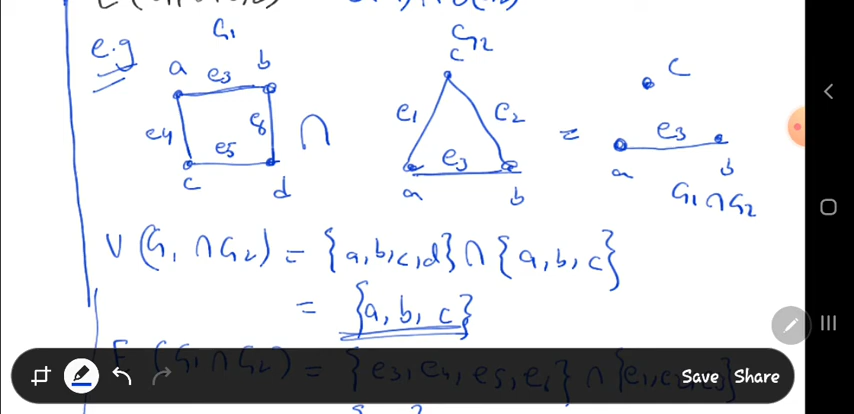 e.g
G1
G2
a e3 b
e4 e5
c d
∩
c
e1 e2
e3
a b
=
c
e3
a b
G1∩G2
V (G1 ∩ G2) = {a,b,c,d} ∩ {a,b,c}
= {a, b, c}
(G1 ∩ G2) = {e3, e4, e5, e6} ∩ {e1,
Save Share